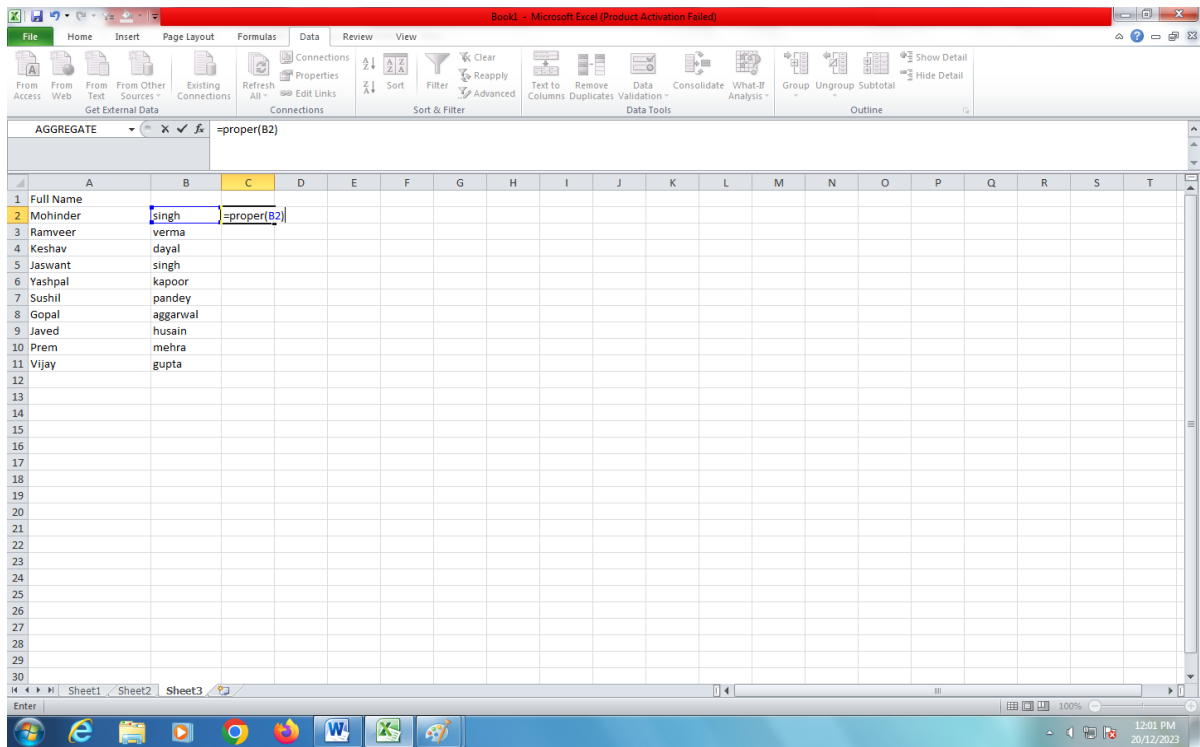 Book1 - Microsoft Excel (Product Activation Failed)
File Home Insert Page Layout Formulas Data Review View
From Access
From Web
From Text
From Other Sources
Existing Connections
Get External Data
Refresh All
Connections
Properties
Edit Links
Connections
Sort
Filter
Clear
Reapply
Advanced
Sort & Filter
Text to Columns
Remove Duplicates
Data Validation
Consolidate
What-If Analysis
Data Tools
Group
Ungroup
Subtotal
Show Detail
Hide Detail
Outline
AGGREGATE fx =proper(B2)
A B C D E F G H I J K L M N O P Q R S T
1 Full Name
2 Mohinder singh =proper(B2)
3 Ramveer verma
4 Keshav dayal
5 Jaswant singh
6 Yashpal kapoor
7 Sushil pandey
8 Gopal aggarwal
9 Javed husain
10 Prem mehra
11 Vijay gupta
12
13
14
15
16
17
18
19
20
21
22
23
24
25
26
27
28
29
30
Sheet1 Sheet2 Sheet3
Enter 100%
12:01 PM
20/12/2023